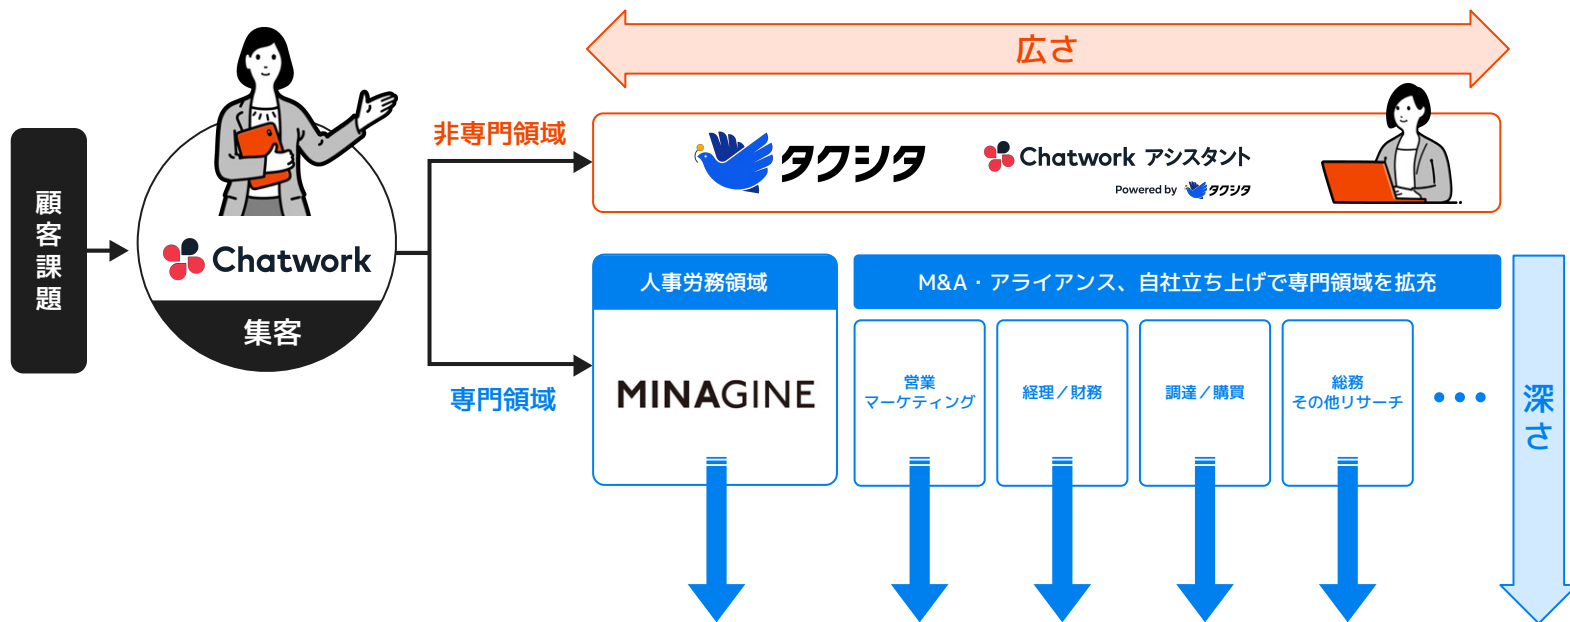 顧客課題
Chatwork
集客
非専門領域
専門領域
広さ
タクシタ
Chatwork アシスタント
Powered by タクシタ
人事労務領域
MINAGINE
M&A・アライアンス、自社立ち上げで専門領域を拡充
営業
マーケティング
経理／財務
調達／購買
総務
その他リサーチ
•••
深さ